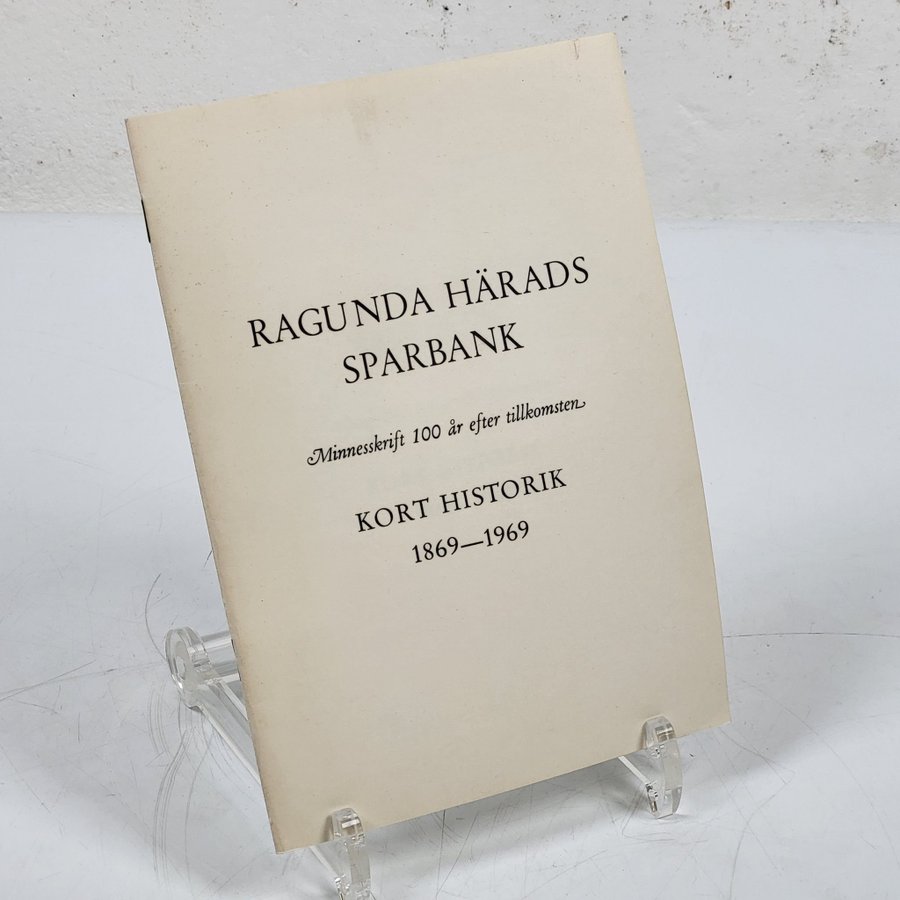 RAGUNDA HÄRADS
SPARBANK
Minnesskrift 100 år efter tillkomsten
KORT HISTORIK
1869—1969